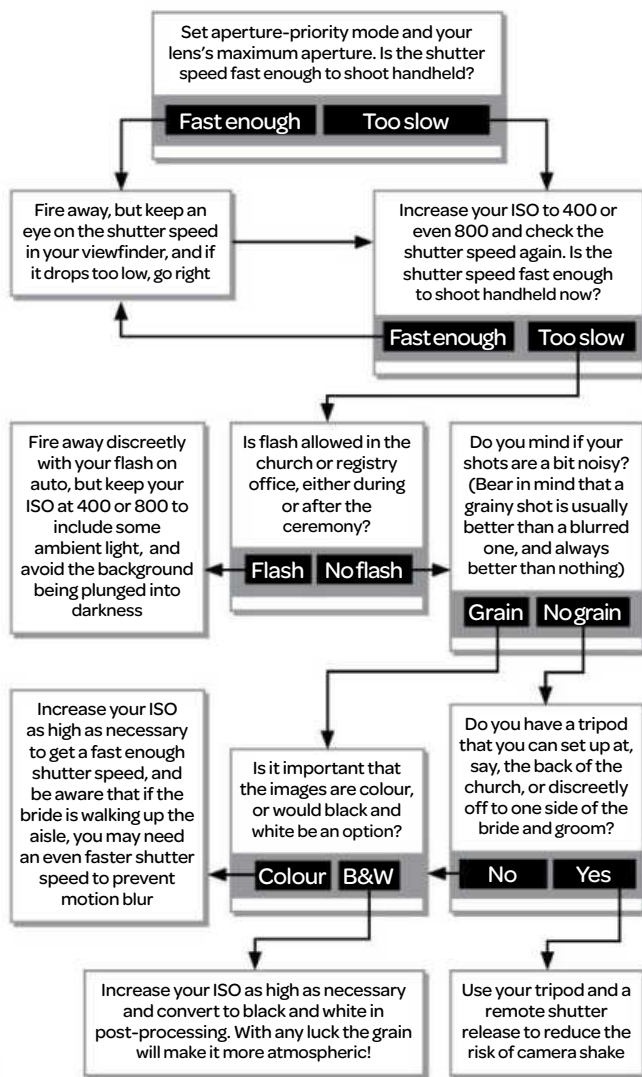 Set aperture-priority mode and your
lens's maximum aperture. Is the shutter
speed fast enough to shoot handheld?
Fast enough
Too slow
Fire away, but keep an
eye on the shutter speed
in your viewfinder, and if
it drops too low, go right
Increase your ISO to 400 or
even 800 and check the
shutter speed again. Is the
shutter speed fast enough
to shoot handheld now?
Fast enough
Too slow
Fire away discreetly
with your flash on
auto, but keep your
ISO at 400 or 800 to
include some
ambient light, and
avoid the background
being plunged into
darkness
Is flash allowed in the
church or registry
office, either during
or after the
ceremony?
Flash
No flash
Do you mind if your
shots are a bit noisy?
(Bear in mind that a
grainy shot is usually
better than a blurred
one, and always
better than nothing)
Grain
No grain
Increase your ISO
as high as necessary
to get a fast enough
shutter speed, and
be aware that if the
bride is walking up the
aisle, you may need
an even faster shutter
speed to prevent
motion blur
Is it important that
the images are colour,
or would black and
white be an option?
Colour
B&W
Do you have a tripod
that you can set up at,
say, the back of the
church, or discreetly
off to one side of the
bride and groom?
No
Yes
Increase your ISO as high as necessary
and convert to black and white in
post-processing. With any luck the grain
will make it more atmospheric!
Use your tripod and a
remote shutter
release to reduce the
risk of camera shake